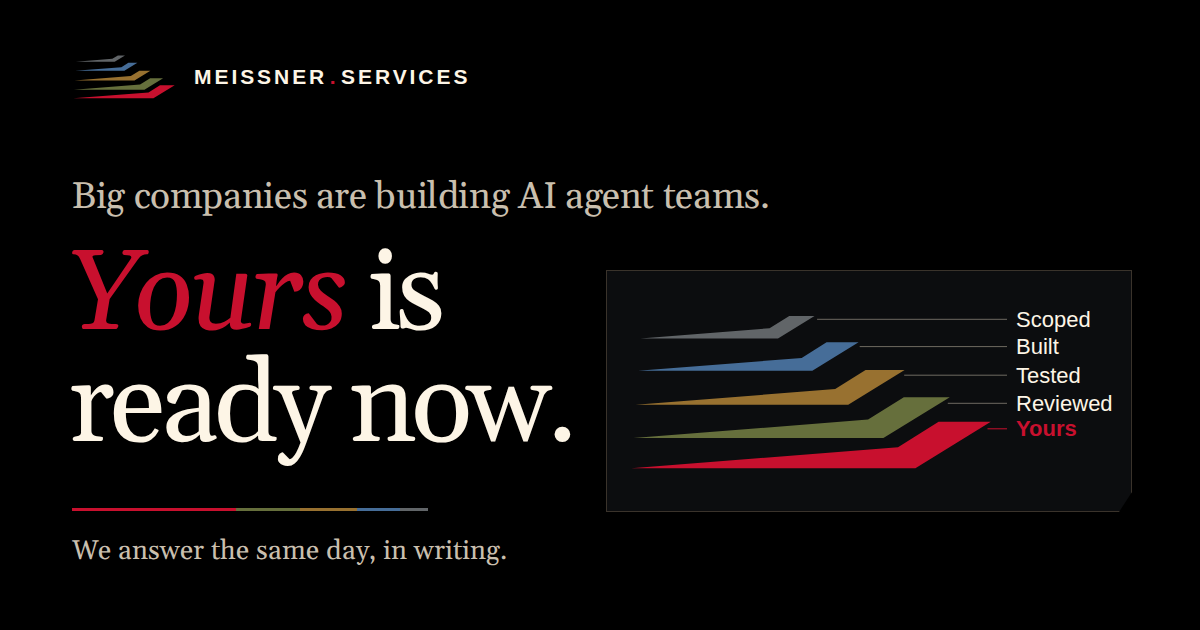 MEISSNER.SERVICES
Big companies are building AI agent teams.
Yours is
ready now.
Scoped
Built
Tested
Reviewed
Yours
We answer the same day, in writing.